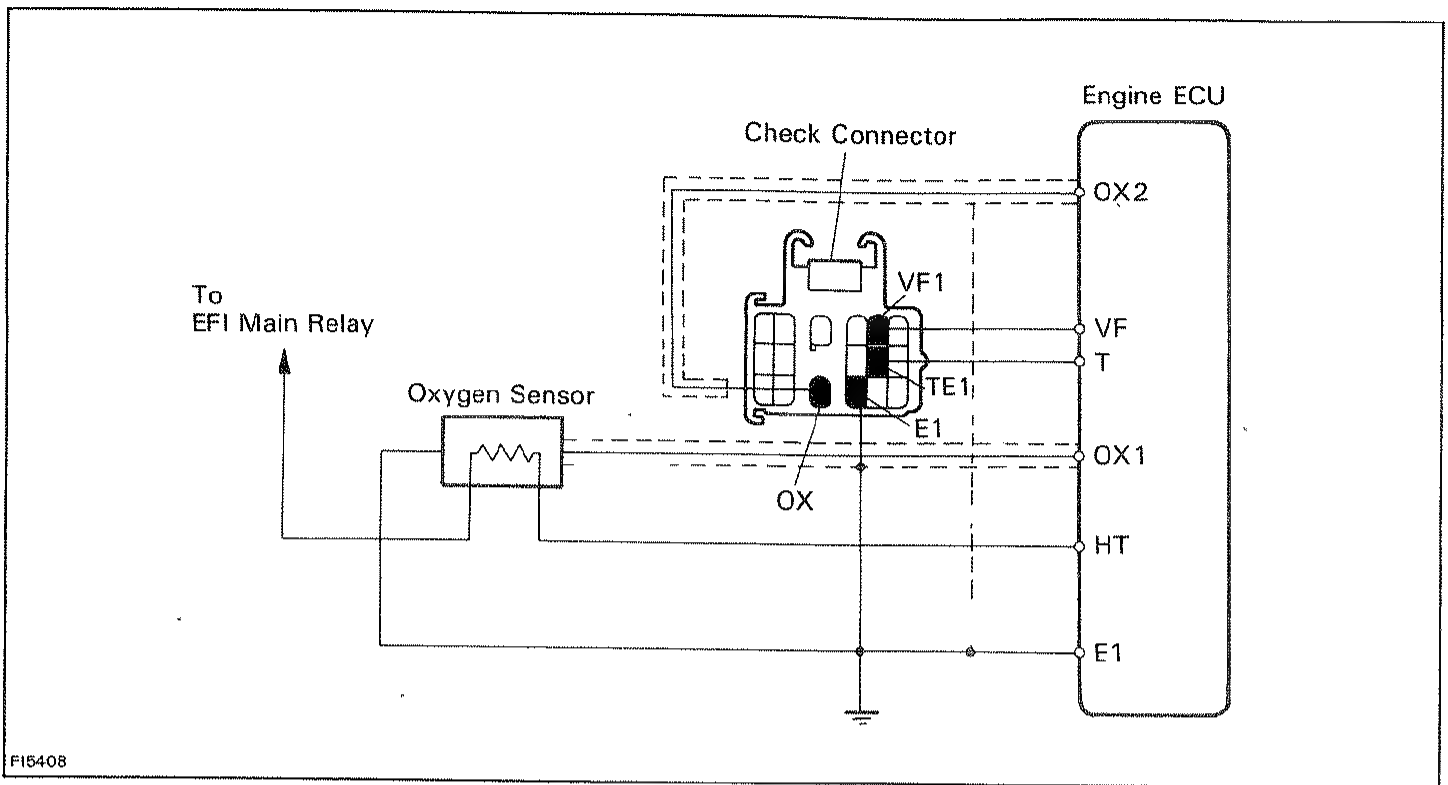 Engine ECU
Check Connector
OX2
VF1
To
EFI Main Relay
VF
T
TE1
Oxygen Sensor
E1
OX1
OX
HT
E1
FI5408